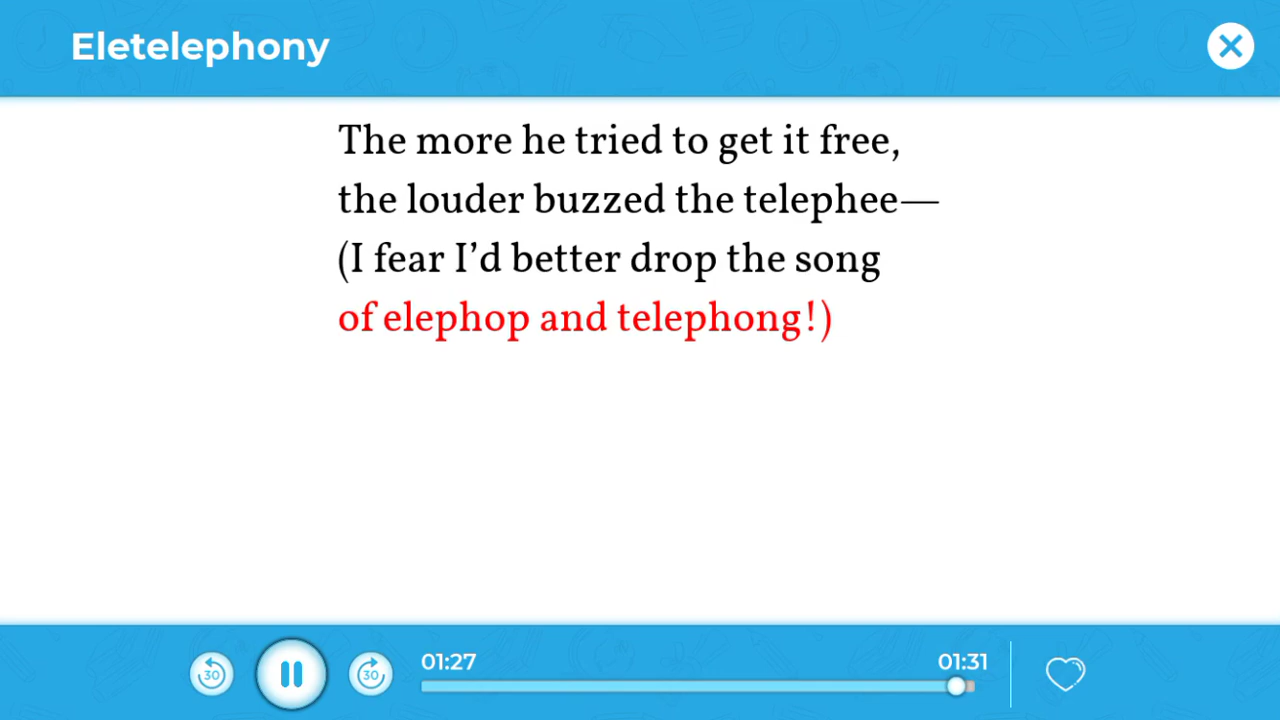 Eletelephony
The more he tried to get it free,
the louder buzzed the telephee—
(I fear I’d better drop the song
of elephop and telephong!)
30
30
01:27
01:31